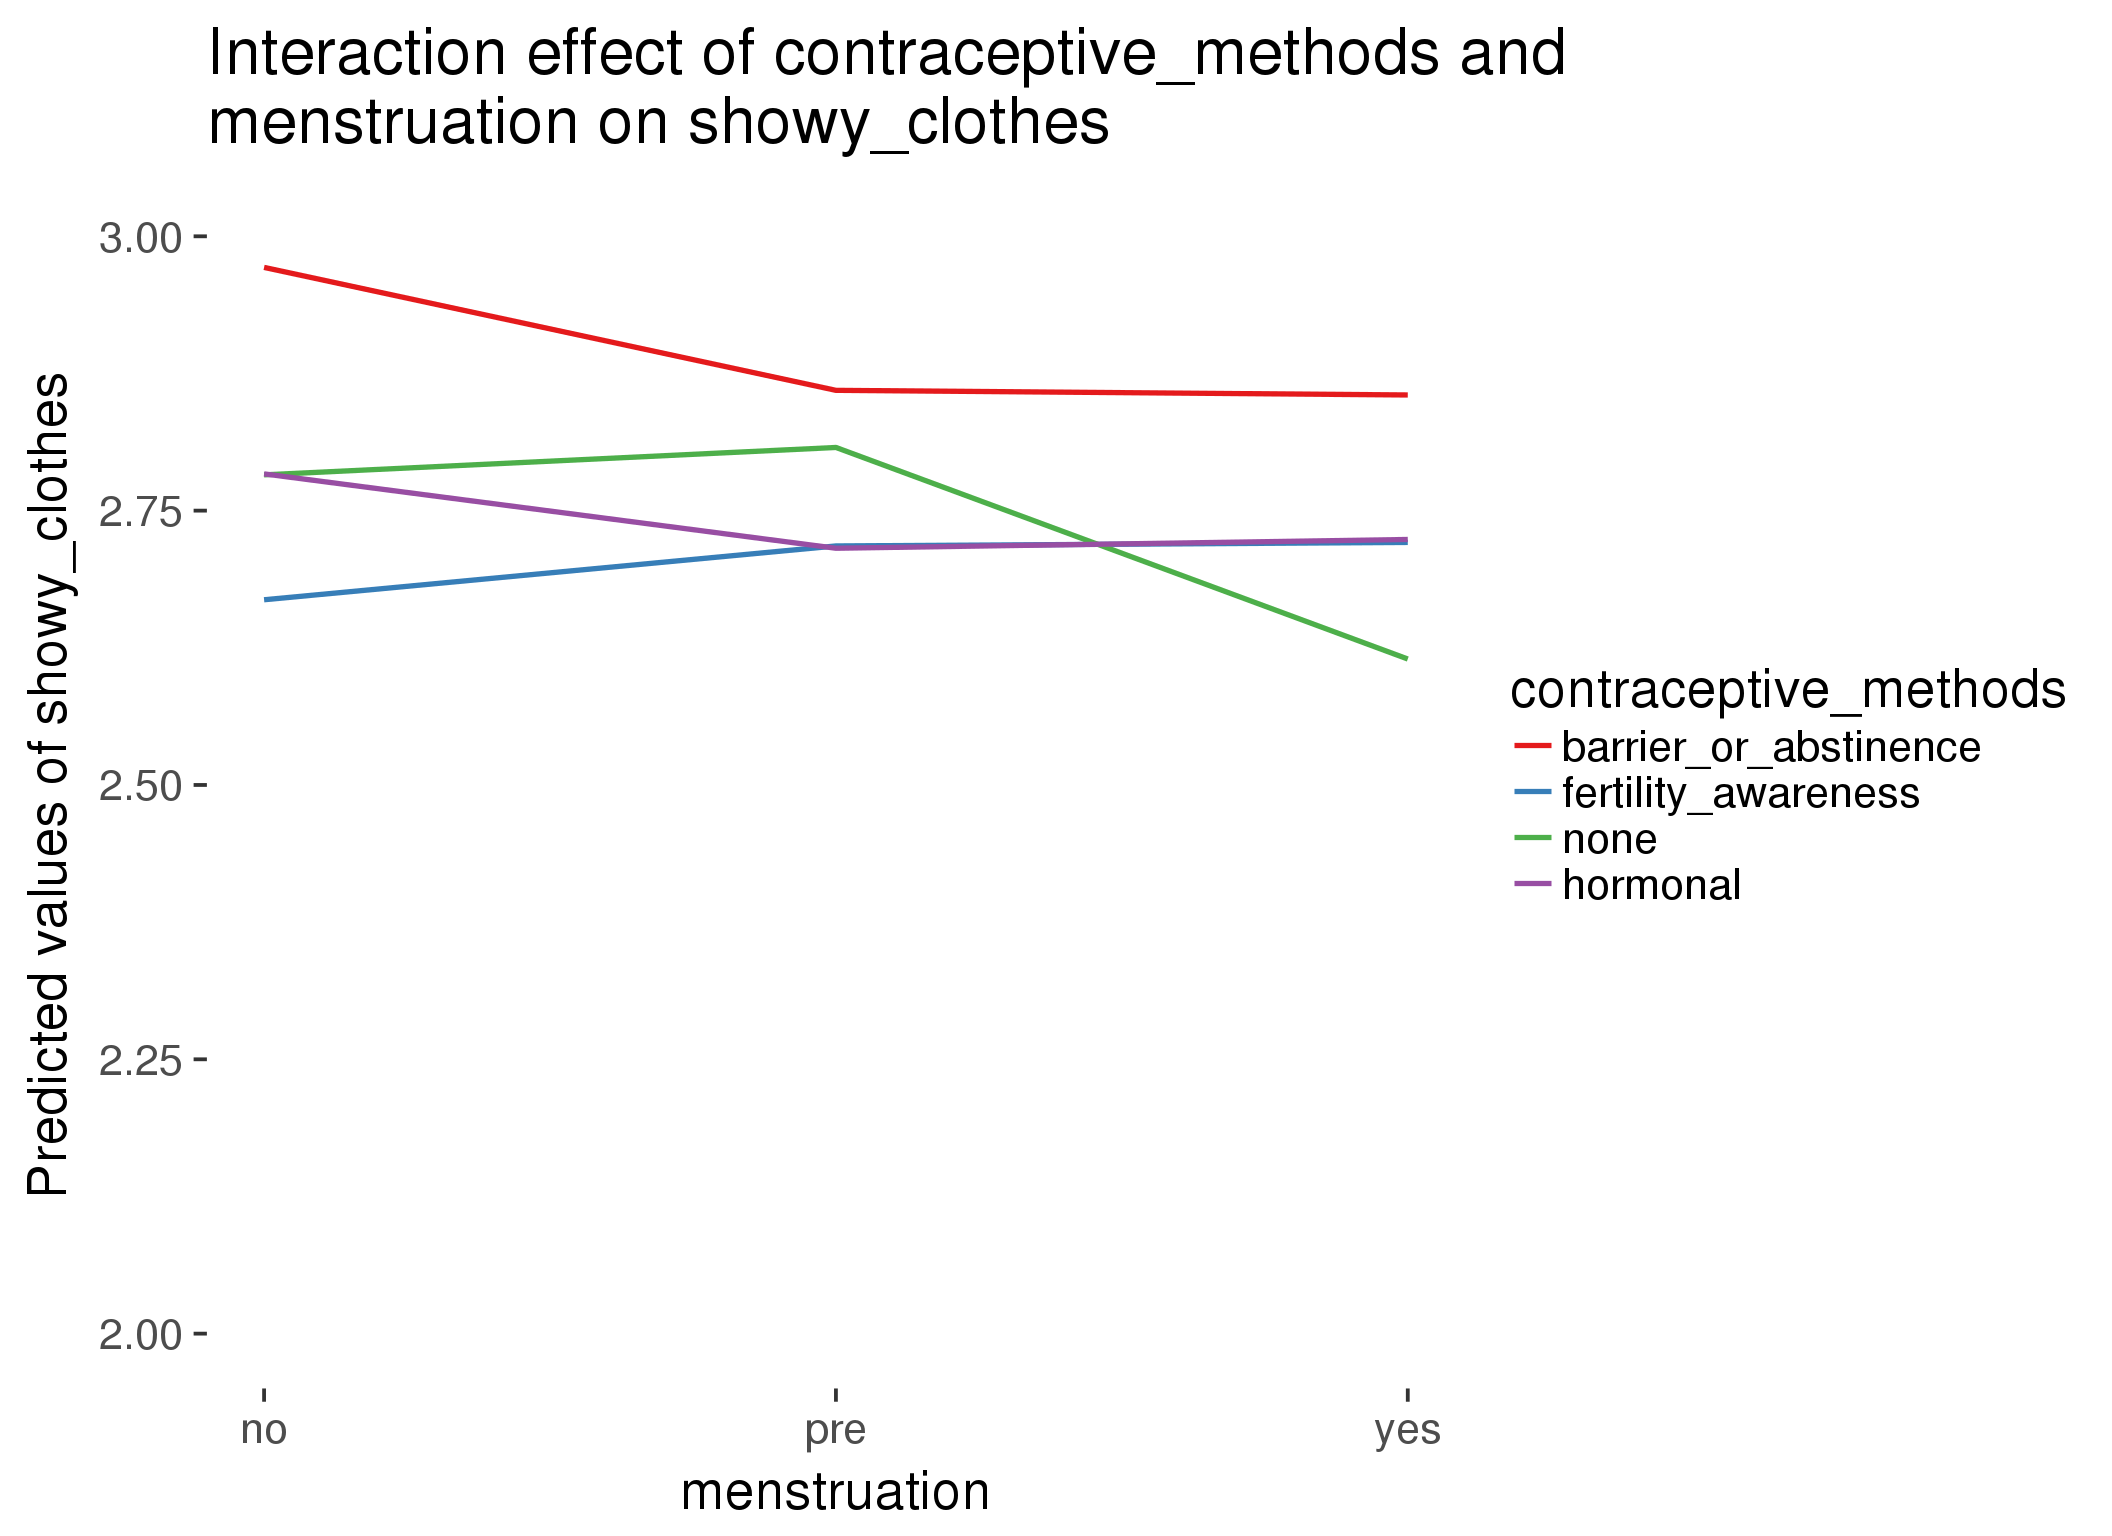 Interaction effect of contraceptive_methods and
menstruation on showy_clothes
Predicted values of showy_clothes
3.00
2.75
2.50
2.25
2.00
no
pre
yes
menstruation
contraceptive_methods
barrier_or_abstinence
fertility_awareness
none
hormonal